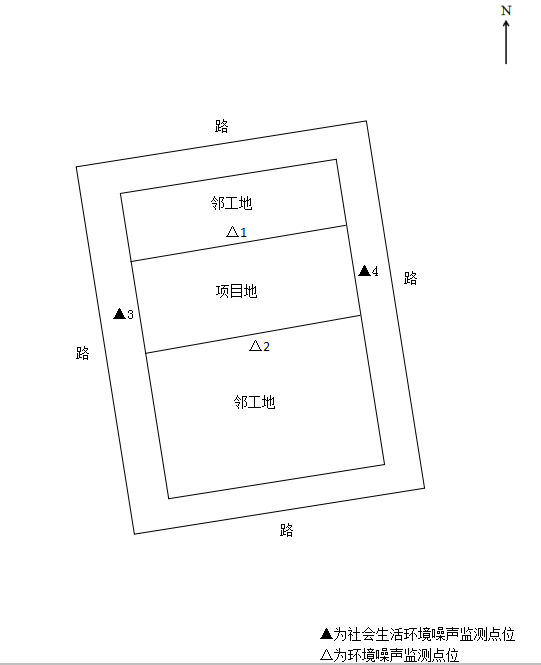 N
路
邻工地
△1
▲4
路
项目地
▲3
△2
路
邻工地
路
▲为社会生活环境噪声监测点位
△为环境噪声监测点位